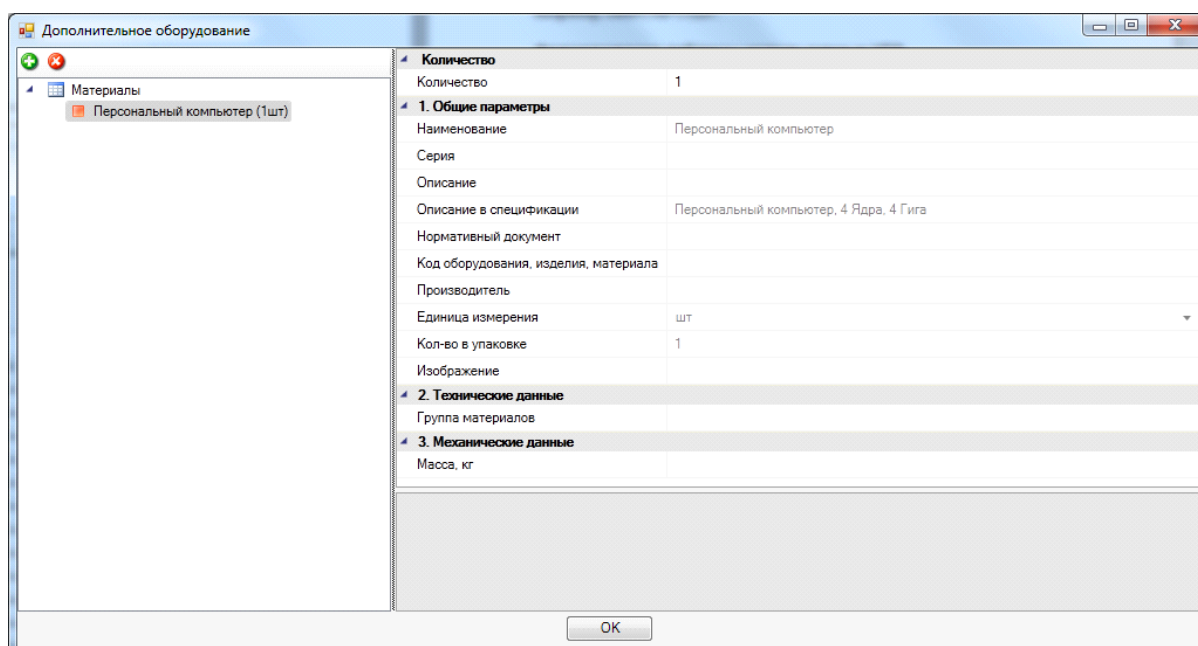 Дополнительное оборудование
Материалы
Персональный компьютер (1шт)
Количество
Количество 1
1. Общие параметры
Наименование Персональный компьютер
Серия
Описание
Описание в спецификации Персональный компьютер, 4 Ядра, 4 Гига
Нормативный документ
Код оборудования, изделия, материала
Производитель
Единица измерения шт
Кол-во в упаковке 1
Изображение
2. Технические данные
Группа материалов
3. Механические данные
Масса, кг
OK